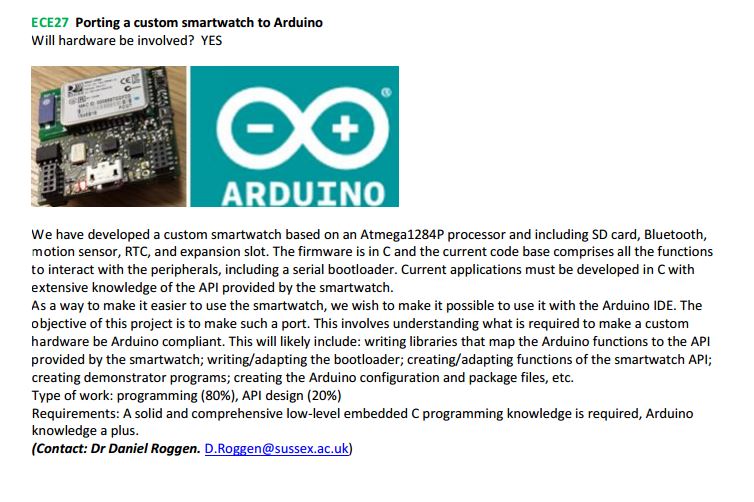 ECE27 Porting a custom smartwatch to Arduino
Will hardware be involved? YES
ARDUINO
We have developed a custom smartwatch based on an Atmega1284P processor and including SD card, Bluetooth,
motion sensor, RTC, and expansion slot. The firmware is in C and the current code base comprises all the functions
to interact with the peripherals, including a serial bootloader. Current applications must be developed in C with
extensive knowledge of the API provided by the smartwatch.
As a way to make it easier to use the smartwatch, we wish to make it possible to use it with the Arduino IDE. The
objective of this project is to make such a port. This involves understanding what is required to make a custom
hardware be Arduino compliant. This will likely include: writing libraries that map the Arduino functions to the API
provided by the smartwatch; writing/adapting the bootloader; creating/adapting functions of the smartwatch API;
creating demonstrator programs; creating the Arduino configuration and package files, etc.
Type of work: programming (80%), API design (20%)
Requirements: A solid and comprehensive low-level embedded C programming knowledge is required, Arduino
knowledge a plus.
(Contact: Dr Daniel Roggen. D.Roggen@sussex.ac.uk)